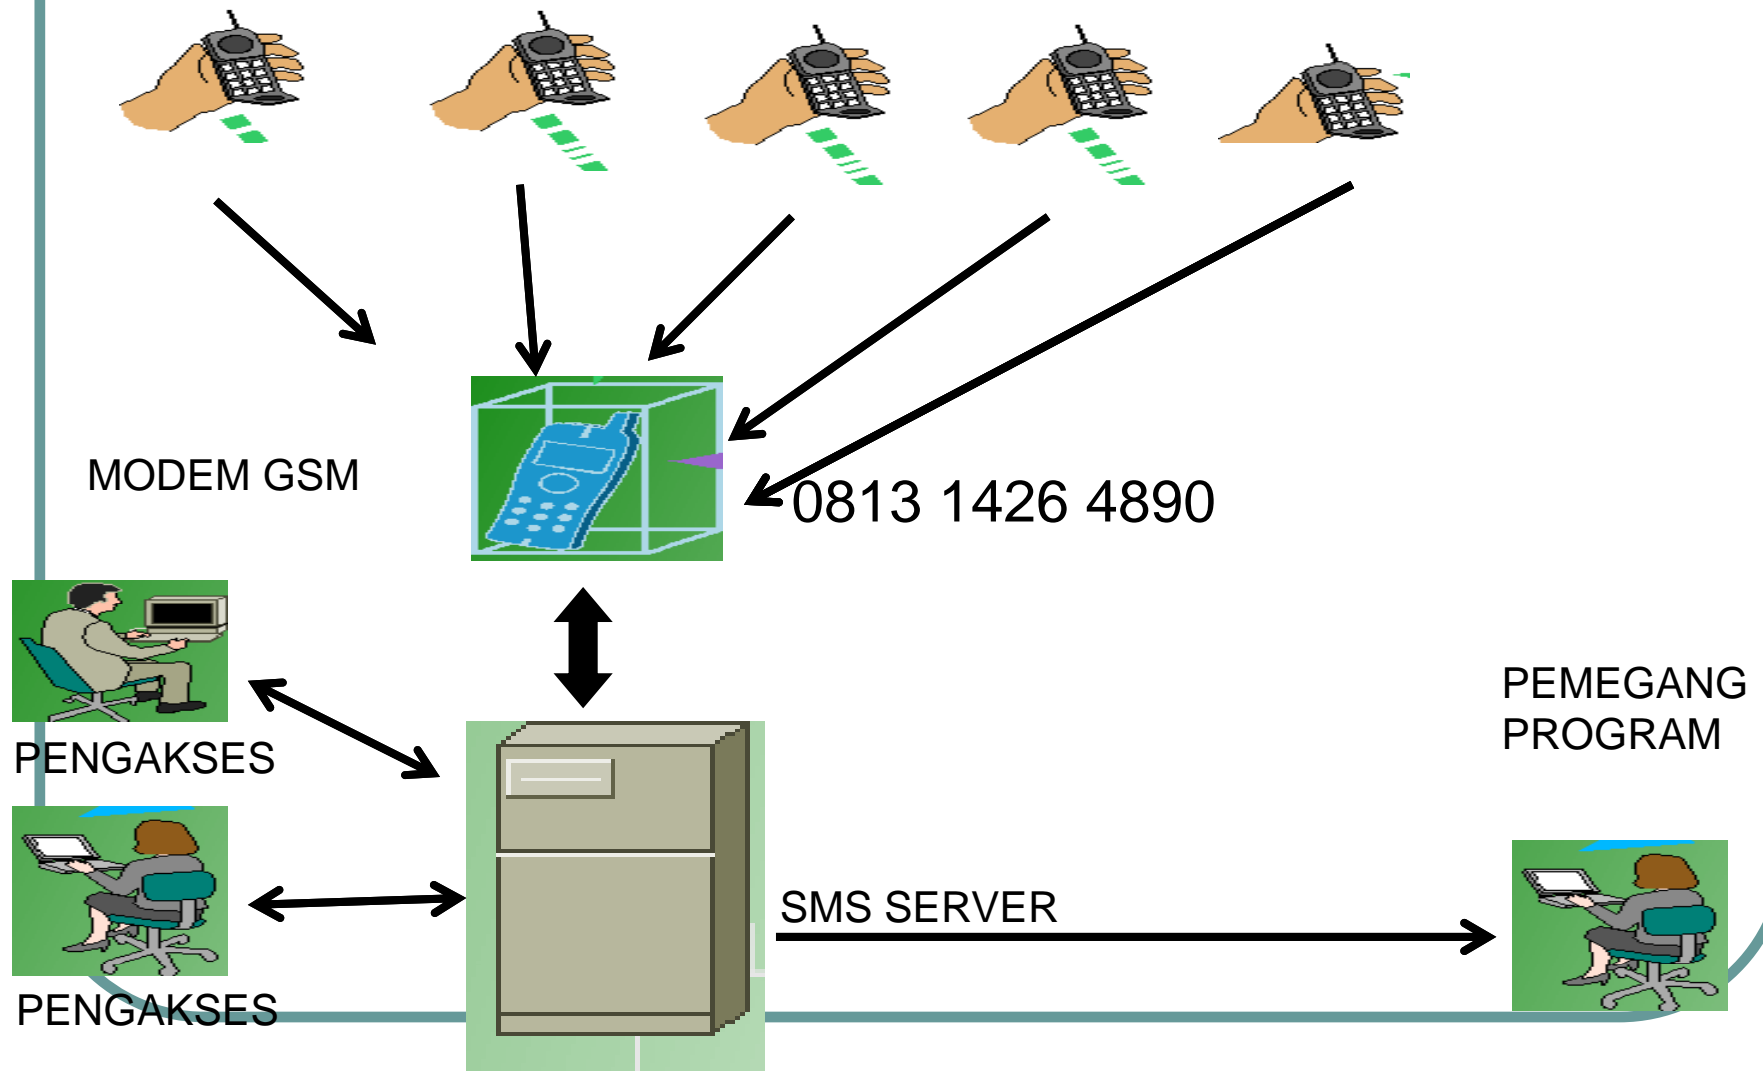 MODEM GSM
0813 1426 4890
PENGAKSES
PEMEGANG
PROGRAM
SMS SERVER
PENGAKSES